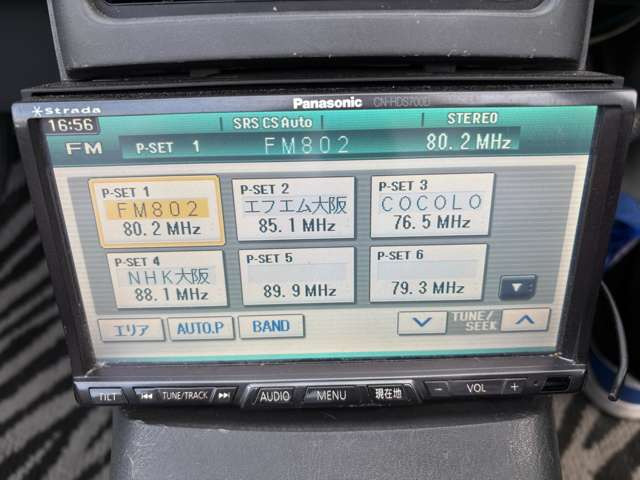 Panasonic CN-HDS700D
Strada
16:56 SRS CS Auto STEREO
FM P-SET 1 FM802 80.2 MHz
P-SET 1
FM802
80.2 MHz
P-SET 2
エフエム大阪
85.1 MHz
P-SET 3
COCOLO
76.5 MHz
P-SET 4
NHK大阪
88.1 MHz
P-SET 5
89.9 MHz
P-SET 6
79.3 MHz
エリア AUTO.P BAND TUNE/
SEEK
TILT TUNE/TRACK AUDIO MENU 現在地 − VOL +